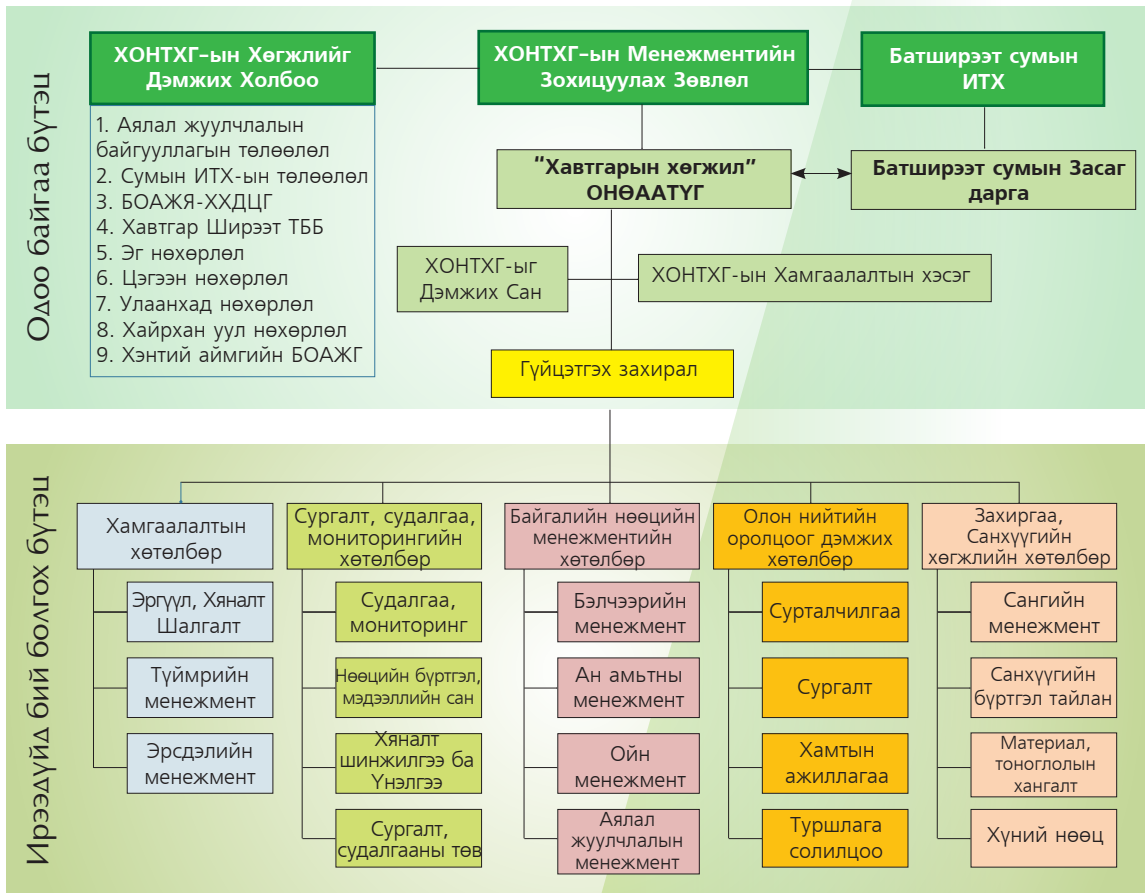 Одоо байгаа бүтэц
ХОНТХГ-ын Хөгжлийг
Дэмжих Холбоо
ХОНТХГ-ын Менежментийн
Зохицуулах Зөвлөл
Батширээт сумын
ИТХ
1. Аялал жуулчлалын
байгууллагын төлөөлөл
2. Сумын ИТХ-ын төлөөлөл
3. БОАЖЯ-ХХДЦГ
4. Хавтгар Ширээт ТББ
5. Эг нөхөрлөл
6. Цэгээн нөхөрлөл
7. Улаанхад нөхөрлөл
8. Хайрхан уул нөхөрлөл
9. Хэнтий аймгийн БОАЖГ
“Хавтгарын хөгжил”
ОНӨААТҮГ
Батширээт сумын Засаг
дарга
ХОНТХГ-ыг
Дэмжих Сан
ХОНТХГ-ын Хамгаалалтын хэсэг
Гүйцэтгэх захирал
Ирээдүйд бий болгох бүтэц
Хамгаалалтын
хөтөлбөр
Эргүүл, Хяналт
Шалгалт
Түймрийн
менежмент
Эрсдэлийн
менежмент
Сургалт, судалгаа,
мониторингийн
хөтөлбөр
Судалгаа,
мониторинг
Нөөцийн бүртгэл,
мэдээллийн сан
Хяналт
шинжилгээ ба
Үнэлгээ
Сургалт,
судалгааны төв
Байгалийн нөөцийн
менежментийн
хөтөлбөр
Бэлчээрийн
менежмент
Ан амьтны
менежмент
Ойн
менежмент
Аялал
жуулчлалын
менежмент
Олон нийтийн
оролцоог дэмжих
хөтөлбөр
Сурталчилгаа
Сургалт
Хамтын
ажиллагаа
Туршлага
солилцоо
Захиргаа,
Санхүүгийн
хөгжлийн хөтөлбөр
Сангийн
менежмент
Санхүүгийн
бүртгэл тайлан
Материал,
тоноглолын
хангалт
Хүний нөөц